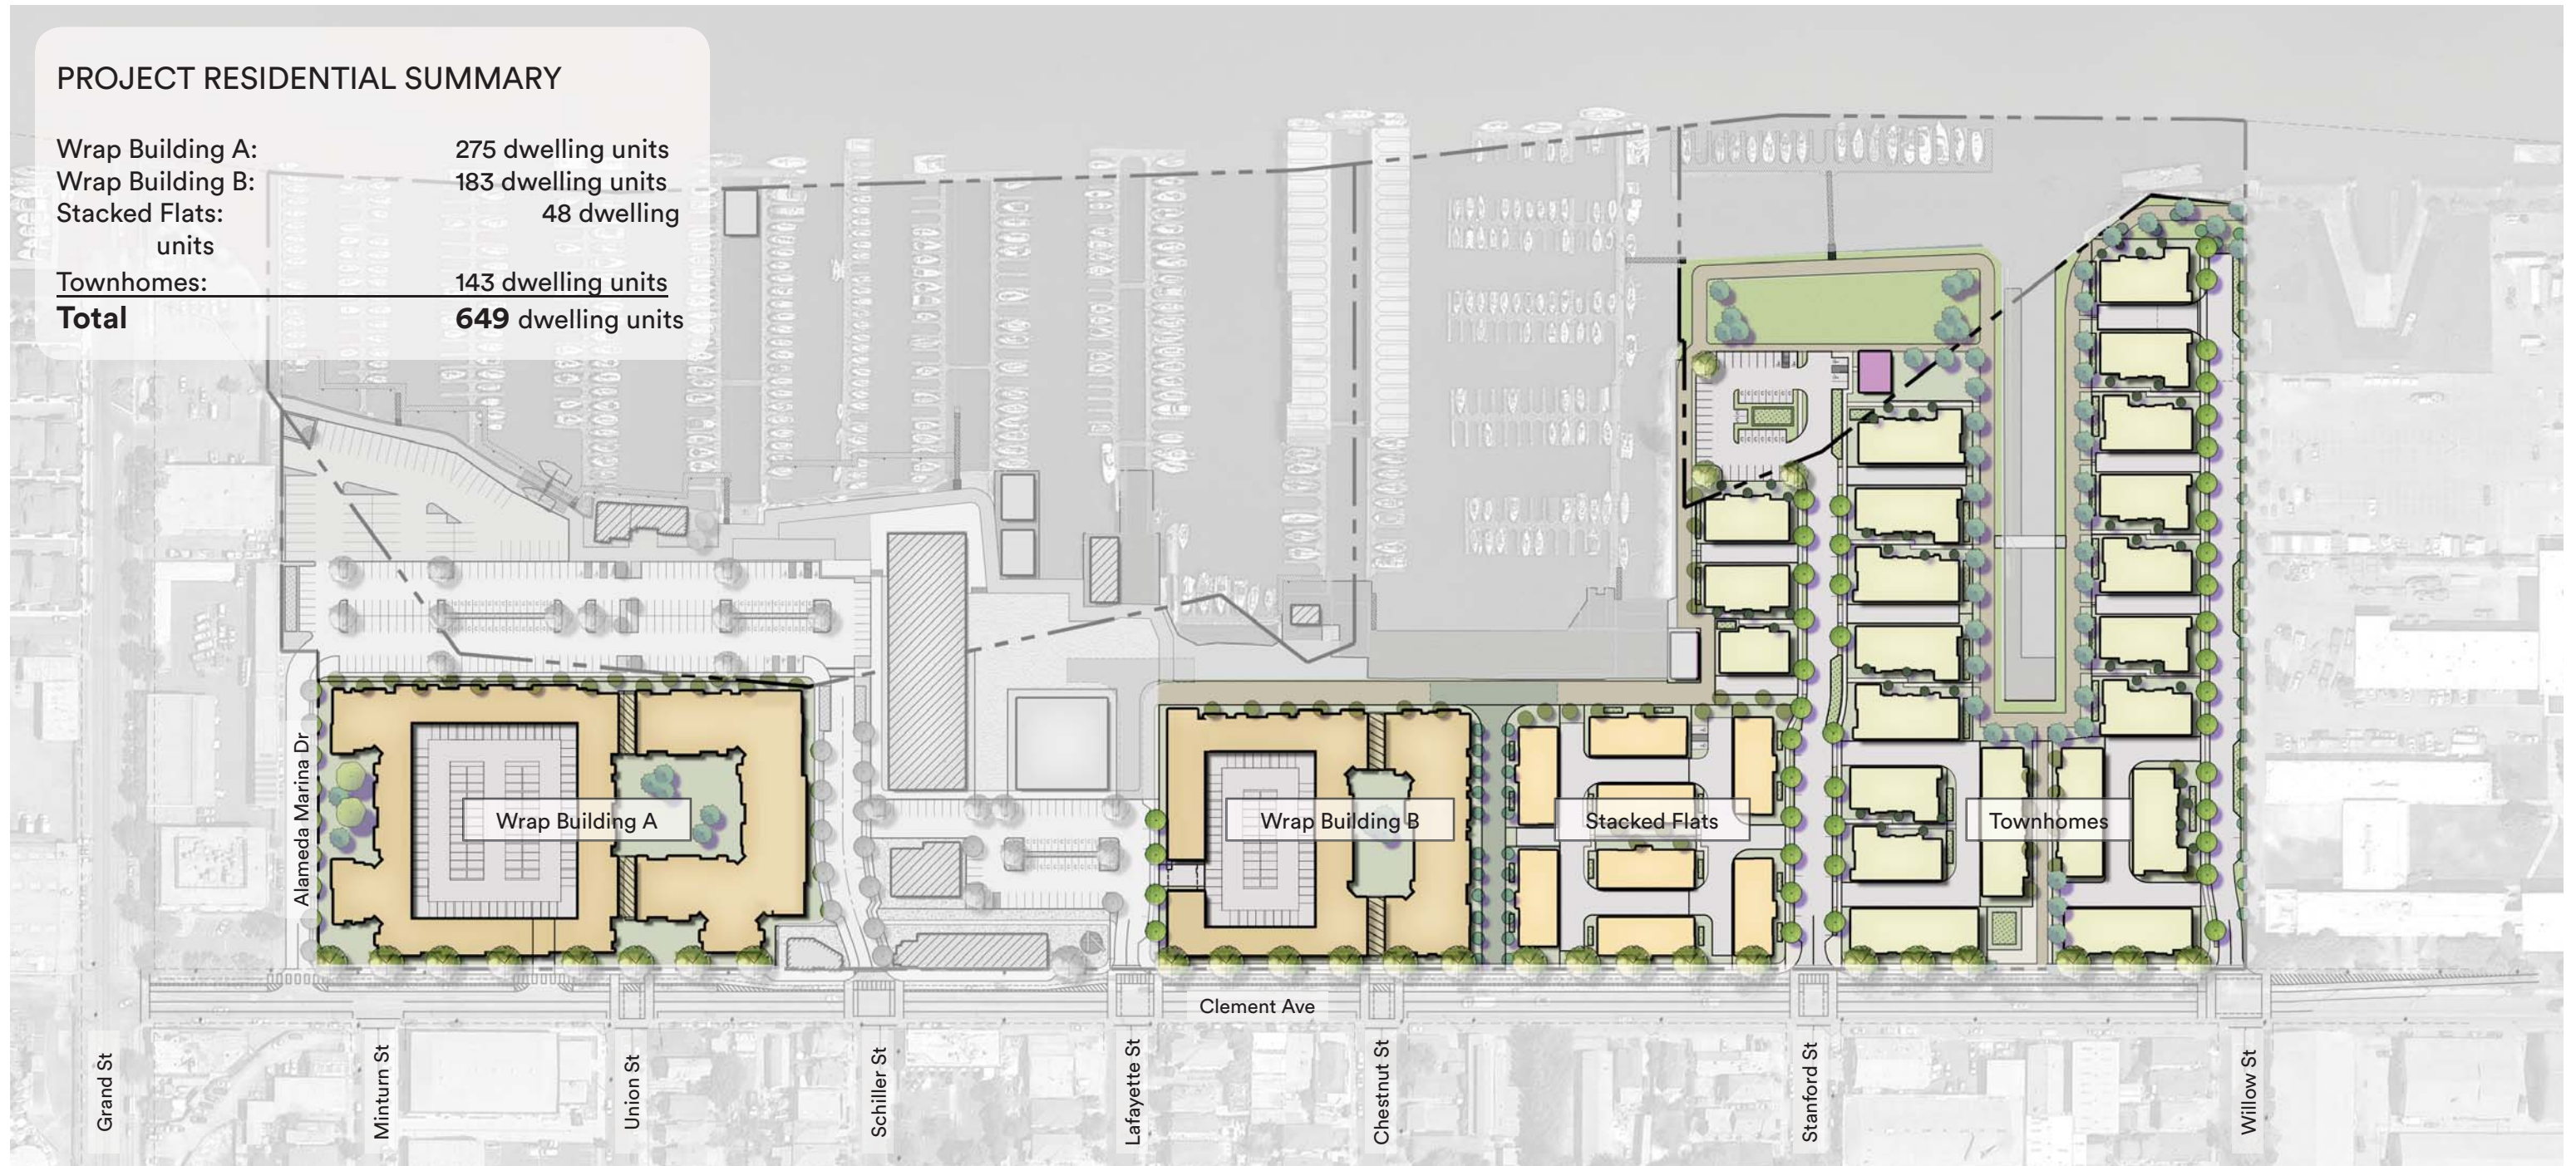 PROJECT RESIDENTIAL SUMMARY
Wrap Building A: 275 dwelling units
Wrap Building B: 183 dwelling units
Stacked Flats: 48 dwelling
units
Townhomes: 143 dwelling units
Total 649 dwelling units
Alameda Marina Dr
Wrap Building A
Wrap Building B
Stacked Flats
Townhomes
Clement Ave
Grand St
Minturn St
Union St
Schiller St
Lafayette St
Chestnut St
Stanford St
Willow St